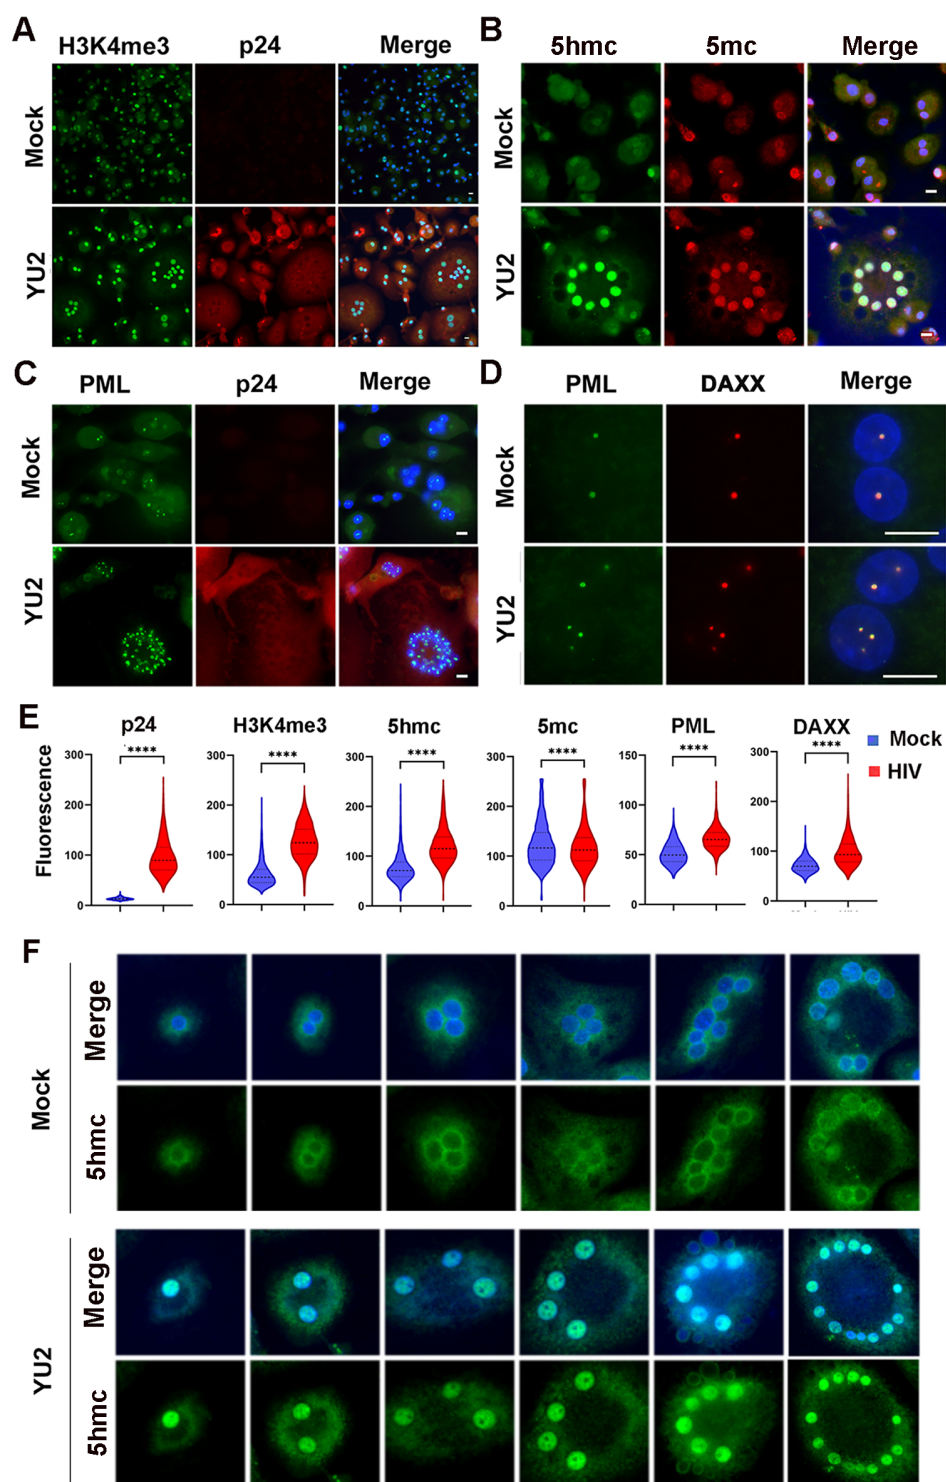 A
H3K4me3 p24 Merge
Mock
YU2
B
5hmc 5mc Merge
Mock
YU2
C
PML p24 Merge
Mock
YU2
D
PML DAXX Merge
Mock
YU2
E
p24 H3K4me3 5hmc 5mc PML DAXX
Mock
HIV
Fluorescence
300
200
100
0
****
300
200
100
0
****
300
200
100
0
****
300
200
100
0
****
150
100
50
0
****
300
200
100
0
****
F
Mock
Merge
5hmc
YU2
Merge
5hmc